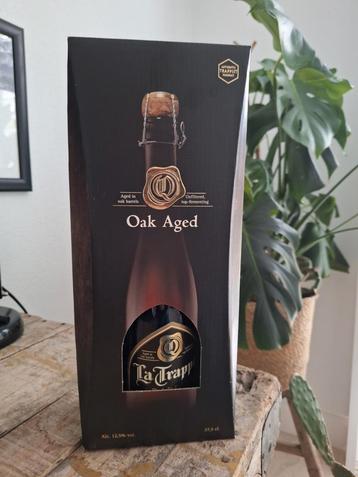 AUTHENTIC
TRAPPIST
PRODUCT
Aged in
oak barrels
Unfiltered,
top-fermenting
Oak Aged
La Trapp
Alc. 12,5% vol.
37,5 cl